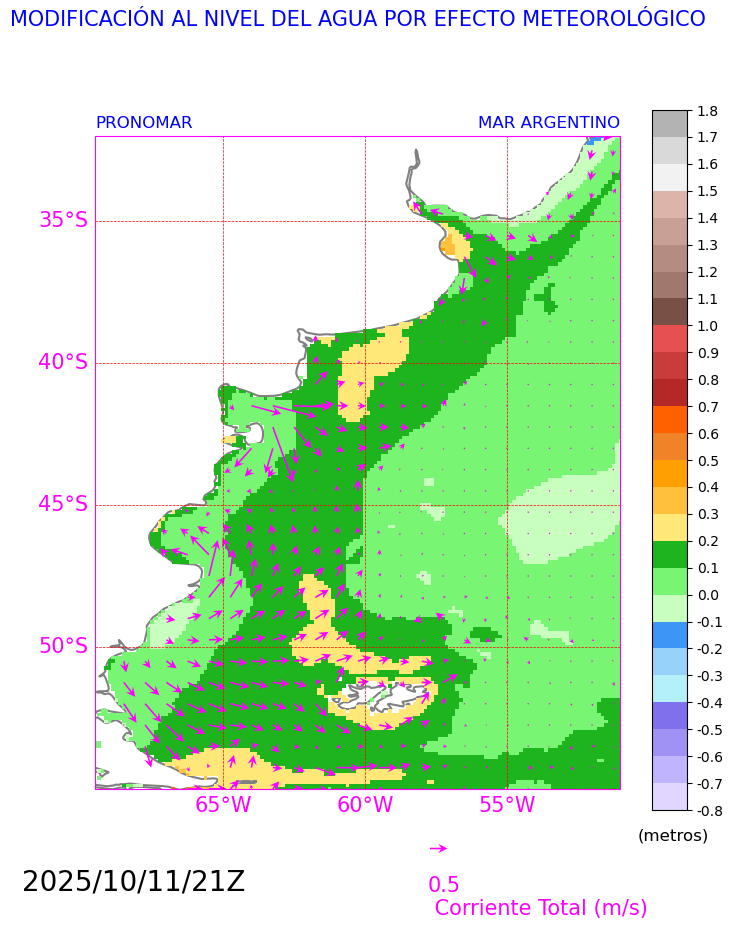 MODIFICACIÓN AL NIVEL DEL AGUA POR EFECTO METEOROLÓGICO
PRONOMAR MAR ARGENTINO
1.8
1.7
1.6
1.5
1.4
1.3
1.2
1.1
1.0
0.9
0.8
0.7
0.6
0.5
0.4
0.3
0.2
0.1
0.0
-0.1
-0.2
-0.3
-0.4
-0.5
-0.6
-0.7
-0.8
(metros)
35°S
40°S
45°S
50°S
65°W 60°W 55°W
2025/10/11/21Z
0.5
Corriente Total (m/s)